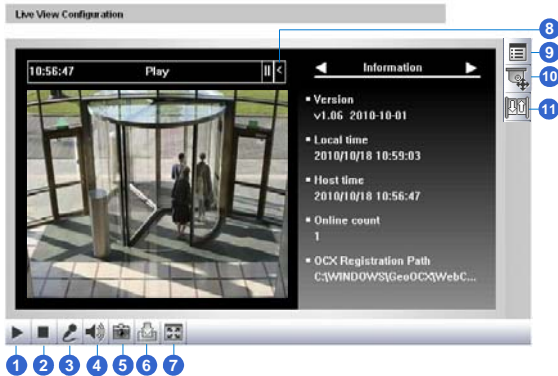 Live View Configuration
8
10:56:47 Play
Information
9
10
11
Version
v1.06 2010-10-01
Local time
2010/10/18 10:59:03
Host time
2010/10/18 10:56:47
Online count
1
OCX Registration Path
C:\WINDOWS\GeoOCX\WebC...
1 2 3 4 5 6 7